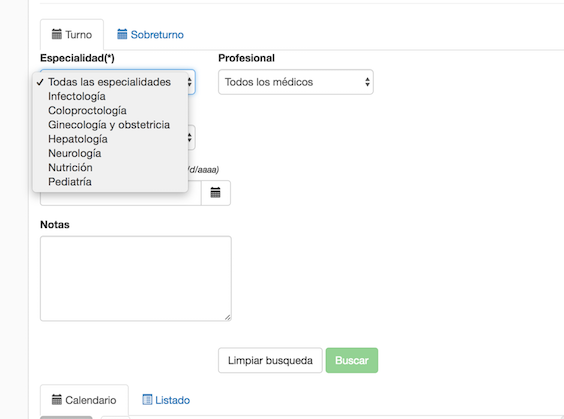 Turno Sobreturno
Especialidad(*) Profesional
Todas las especialidades Todos los médicos
Infectología
Coloproctología
Ginecología y obstetricia
Hepatología
Neurología
/d/aaaa)
Nutrición
Pediatría
Notas
Limpiar busqueda Buscar
Calendario Listado